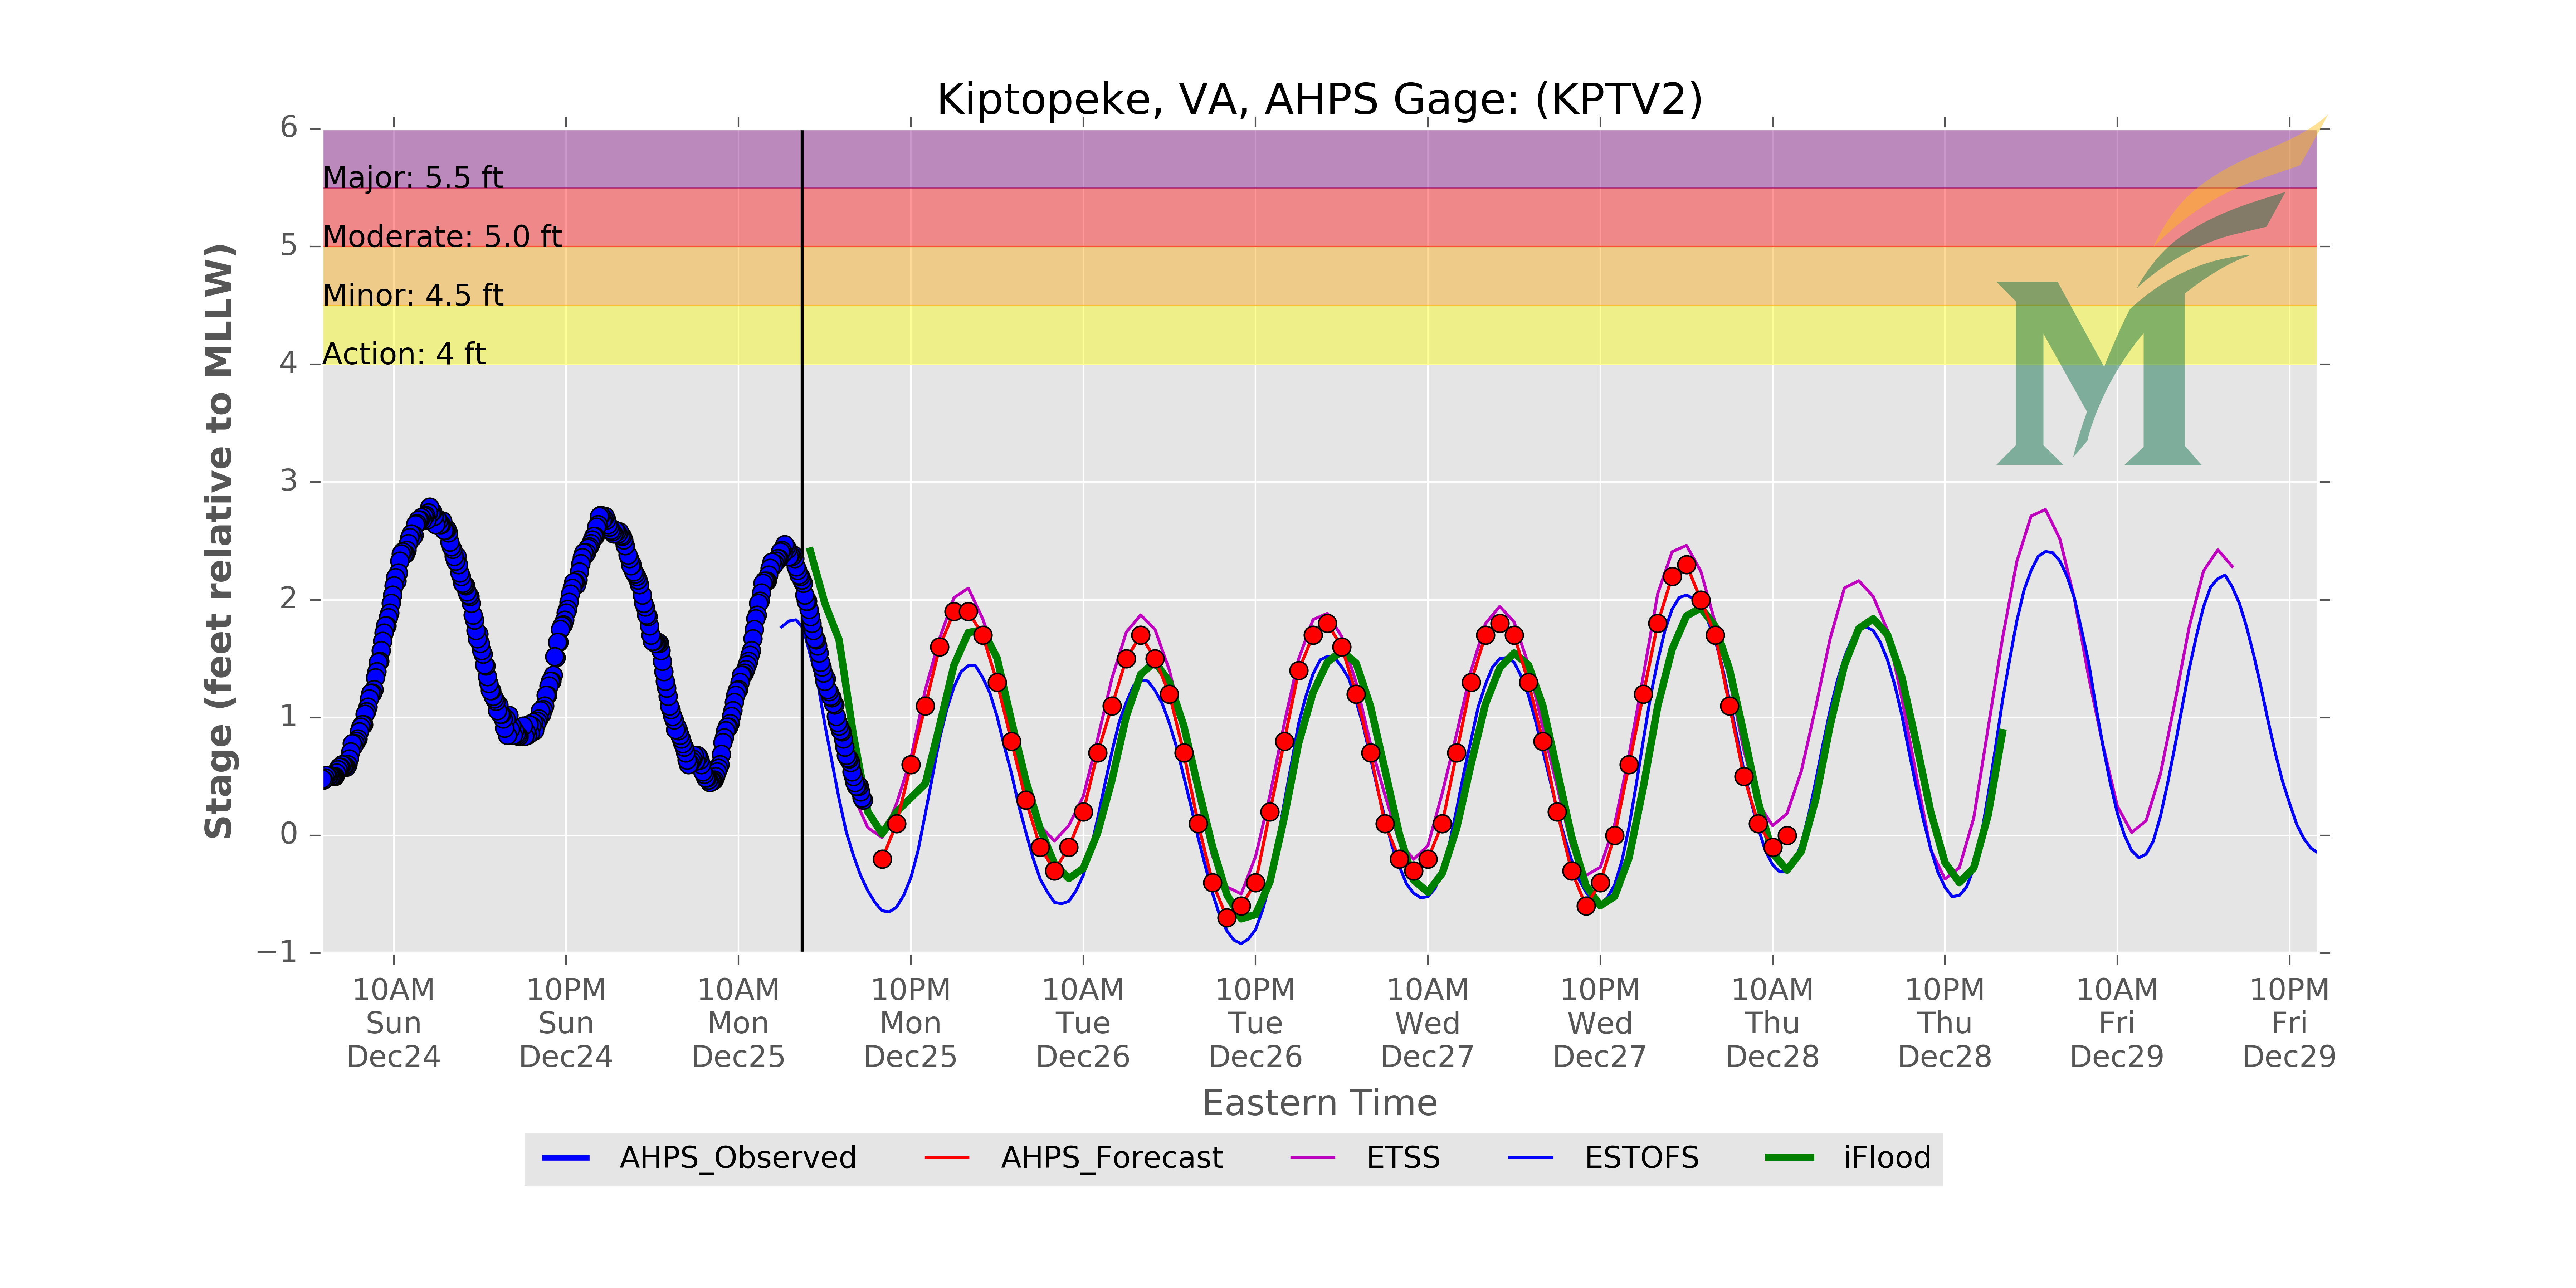 Kiptopeke, VA, AHPS Gage: (KPTV2)
6
Major: 5.5 ft
Moderate: 5.0 ft
5
Minor: 4.5 ft
Action: 4 ft
4
3
2
1
0
−1
Stage (feet relative to MLLW)
M
10AM 10PM 10AM 10PM 10AM 10PM 10AM 10PM 10AM 10PM 10AM 10PM
Sun Sun Mon Mon Tue Tue Wed Wed Thu Thu Fri Fri
Dec24 Dec24 Dec25 Dec25 Dec26 Dec26 Dec27 Dec27 Dec28 Dec28 Dec29 Dec29
Eastern Time
AHPS_Observed AHPS_Forecast ETSS ESTOFS iFlood